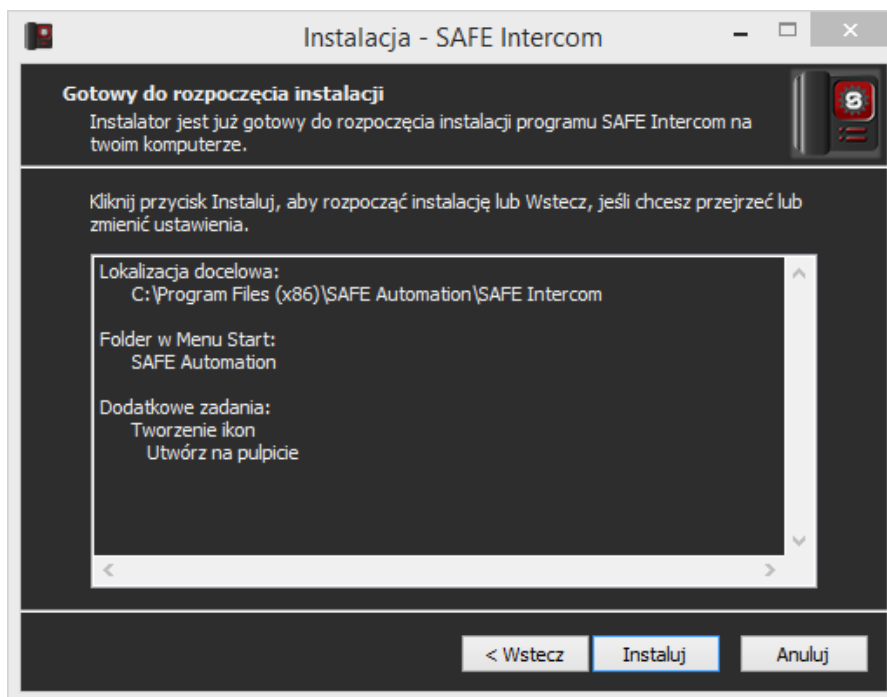 Instalacja - SAFE Intercom
Gotowy do rozpoczęcia instalacji
Instalator jest już gotowy do rozpoczęcia instalacji programu SAFE Intercom na
twoim komputerze.
S
Kliknij przycisk Instaluj, aby rozpocząć instalację lub Wstecz, jeśli chcesz przejrzeć lub
zmienić ustawienia.
Lokalizacja docelowa:
C:\Program Files (x86)\SAFE Automation\SAFE Intercom
Folder w Menu Start:
SAFE Automation
Dodatkowe zadania:
Tworzenie ikon
Utwórz na pulpicie
< Wstecz
Instaluj
Anuluj